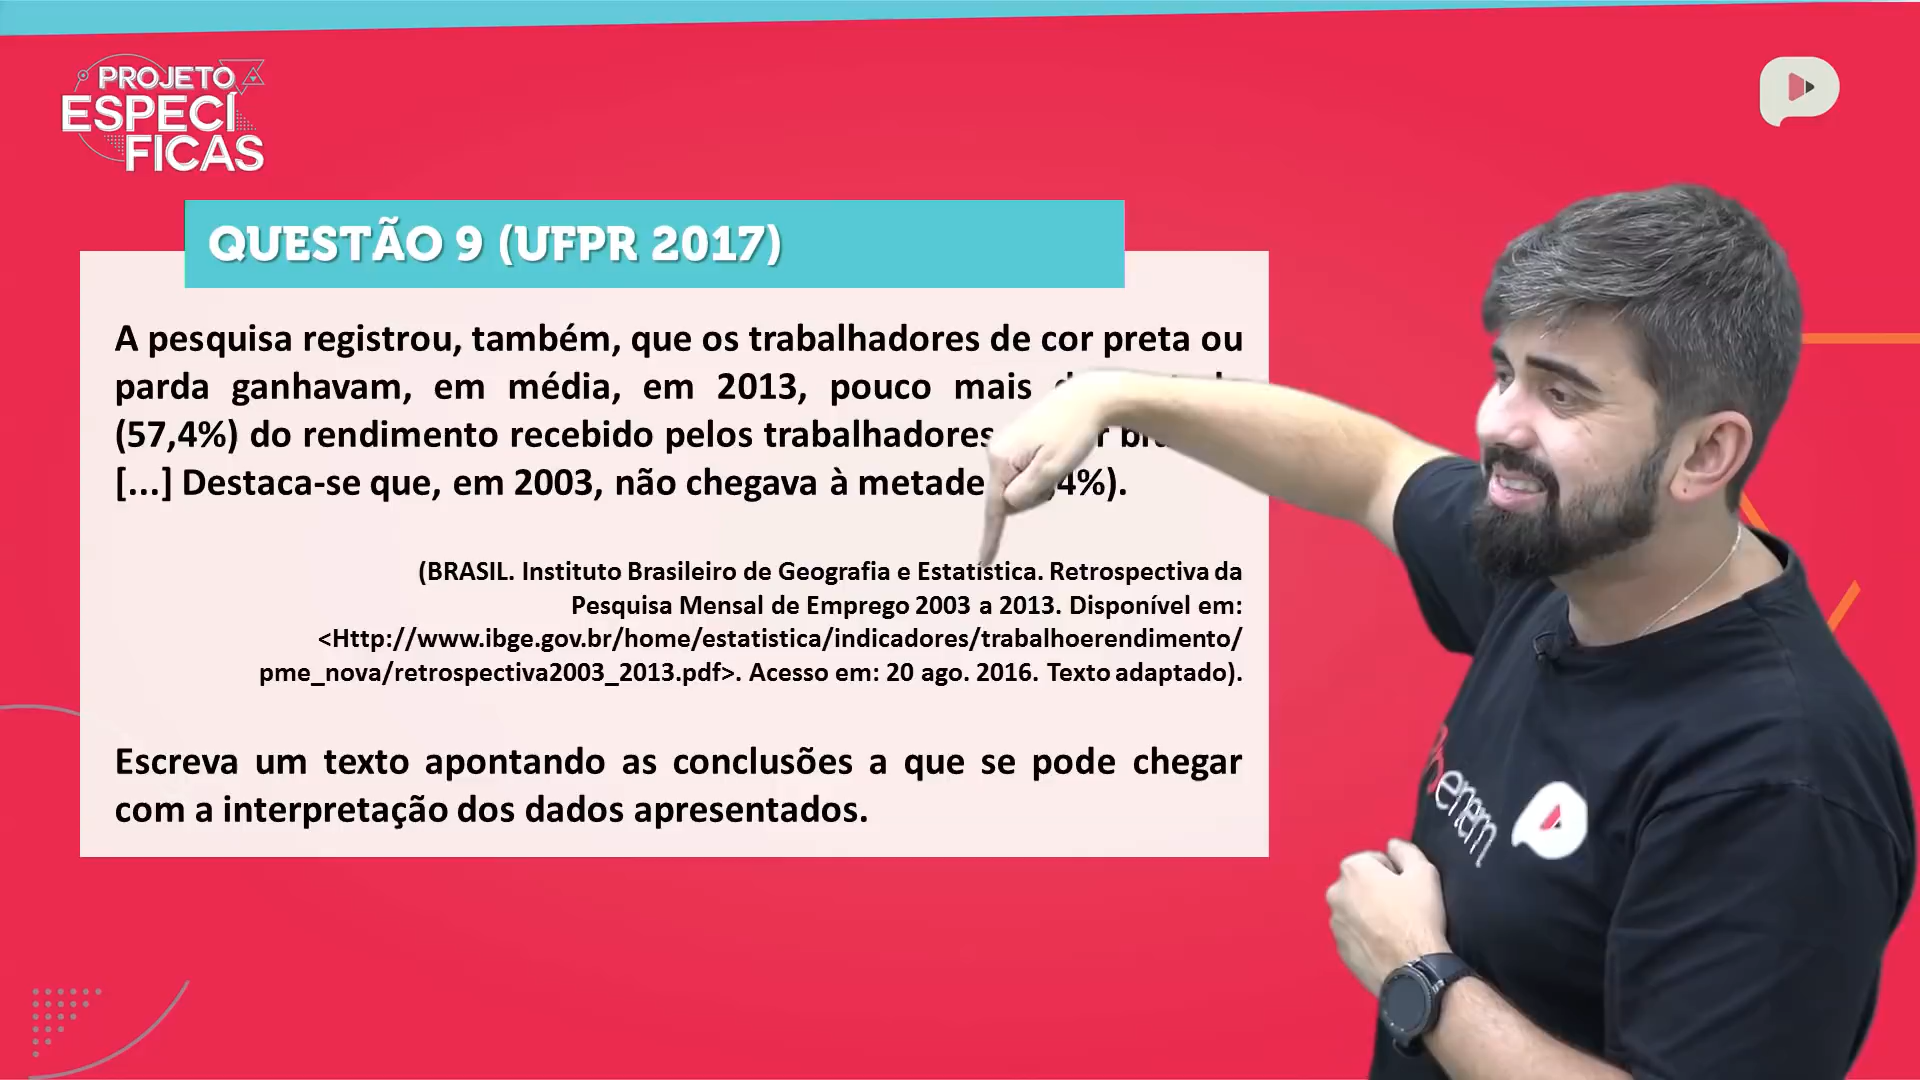 PROJETO
ESPECÍ
FICAS
QUESTÃO 9 (UFPR 2017)
A pesquisa registrou, também, que os trabalhadores de cor preta ou
parda ganhavam, em média, em 2013, pouco mais
(57,4%) do rendimento recebido pelos trabalhadores
[...] Destaca-se que, em 2003, não chegava à metade 4%).
(BRASIL. Instituto Brasileiro de Geografia e Estatística. Retrospectiva da
Pesquisa Mensal de Emprego 2003 a 2013. Disponível em:
<Http://www.ibge.gov.br/home/estatistica/indicadores/trabalhoerendimento/
pme_nova/retrospectiva2003_2013.pdf>. Acesso em: 20 ago. 2016. Texto adaptado).
Escreva um texto apontando as conclusões a que se pode chegar
com a interpretação dos dados apresentados.
enem